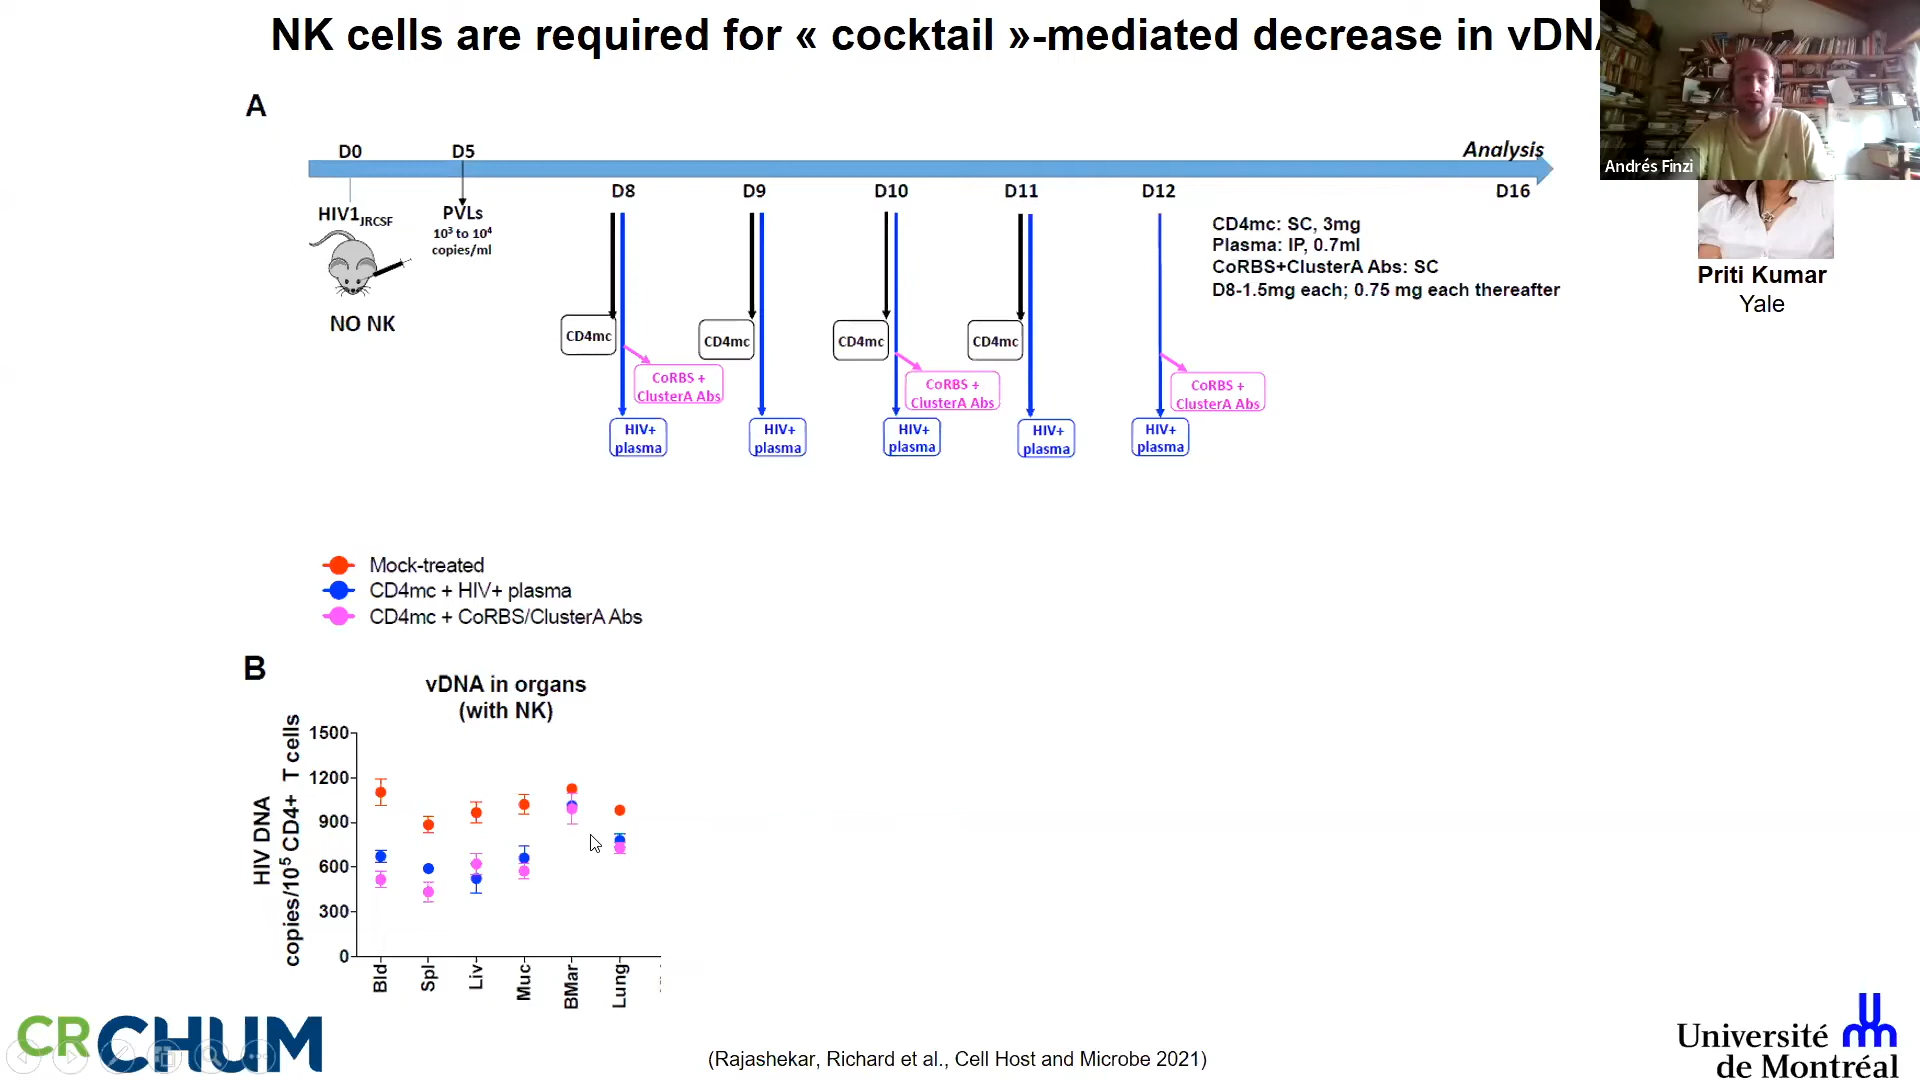 NK cells are required for « cocktail »-mediated decrease in vDNA
Andrés Finzi
Priti Kumar
Yale
A
D0
D5
Analysis
D8
D9
D10
D11
D12
D16
HIV1JRCSF
NO NK
PVLs
10³ to 10⁴
copies/ml
CD4mc: SC, 3mg
Plasma: IP, 0.7ml
CoRBS+ClusterA Abs: SC
D8-1.5mg each; 0.75 mg each thereafter
CD4mc
CD4mc
CD4mc
CD4mc
CoRBS +
ClusterA Abs
CoRBS +
ClusterA Abs
CoRBS +
ClusterA Abs
HIV+
plasma
HIV+
plasma
HIV+
plasma
HIV+
plasma
HIV+
plasma
Mock-treated
CD4mc + HIV+ plasma
CD4mc + CoRBS/ClusterA Abs
B
vDNA in organs
(with NK)
HIV DNA
copies/10⁵ CD4+ T cells
1500
1200
900
600
300
0
Bld
Spl
Liv
Muc
BMar
Lung
CRCHUM
(Rajashekar, Richard et al., Cell Host and Microbe 2021)
Université
de Montréal